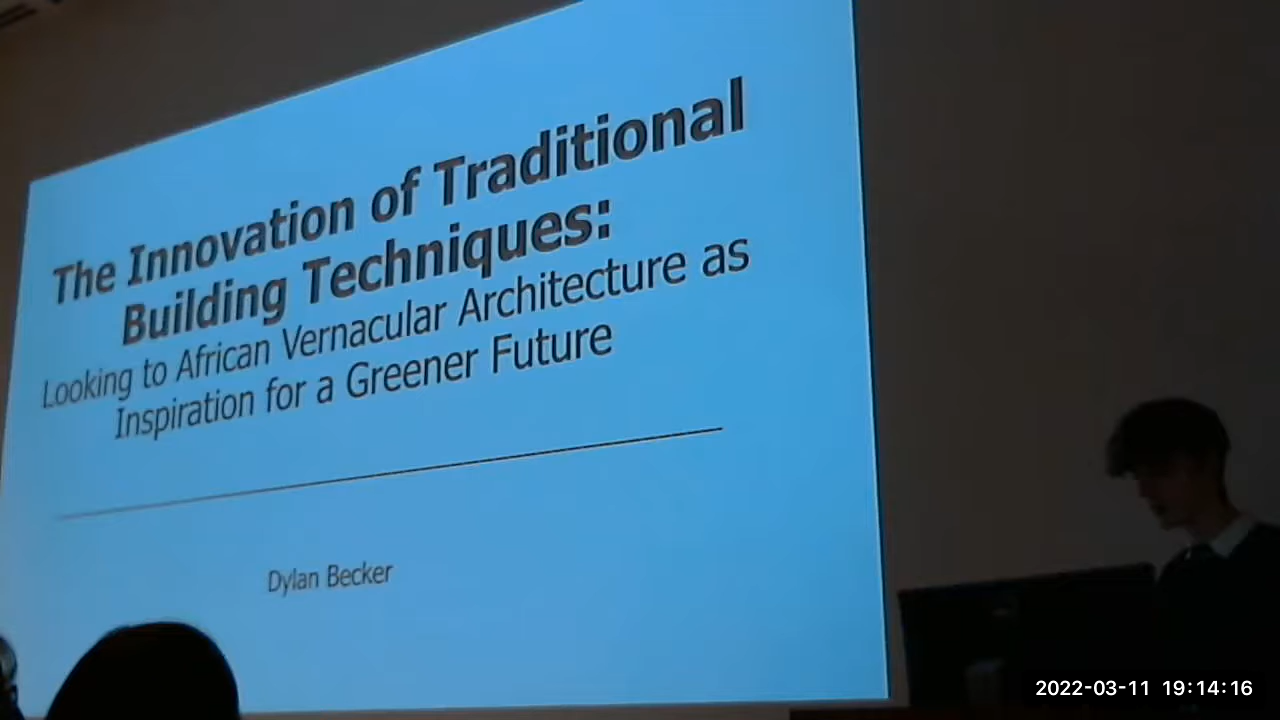 The Innovation of Traditional
Building Techniques:
Looking to African Vernacular Architecture as
Inspiration for a Greener Future
Dylan Becker
2022-03-11 19:14:16